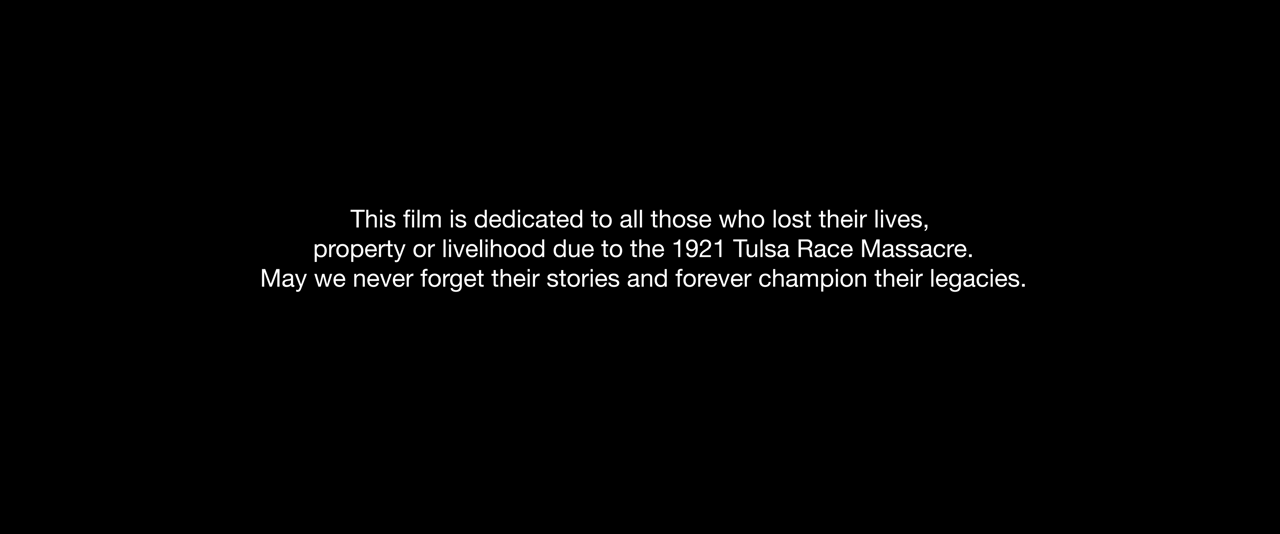 This film is dedicated to all those who lost their lives,
property or livelihood due to the 1921 Tulsa Race Massacre.
May we never forget their stories and forever champion their legacies.